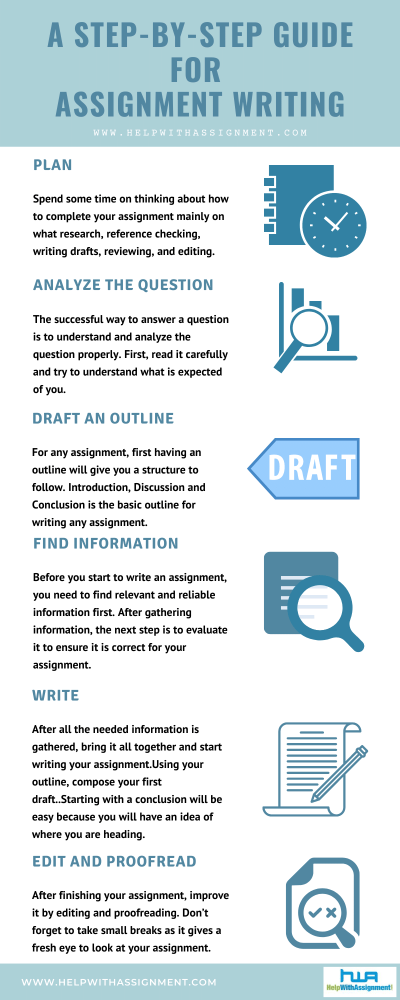 A STEP-BY-STEP GUIDE
FOR
ASSIGNMENT WRITING
WWW.HELPWITHASSIGNMENT.COM
PLAN
Spend some time on thinking about how
to complete your assignment mainly on
what research, reference checking,
writing drafts, reviewing, and editing.
ANALYZE THE QUESTION
The successful way to answer a question
is to understand and analyze the
question properly. First, read it carefully
and try to understand what is expected
of you.
DRAFT AN OUTLINE
For any assignment, first having an
outline will give you a structure to
follow. Introduction, Discussion and
Conclusion is the basic outline for
writing any assignment.
DRAFT
FIND INFORMATION
Before you start to write an assignment,
you need to find relevant and reliable
information first. After gathering
information, the next step is to evaluate
it to ensure it is correct for your
assignment.
WRITE
After all the needed information is
gathered, bring it all together and start
writing your assignment.Using your
outline, compose your first
draft..Starting with a conclusion will be
easy because you will have an idea of
where you are heading.
EDIT AND PROOFREAD
After finishing your assignment, improve
it by editing and proofreading. Don't
forget to take small breaks as it gives a
fresh eye to look at your assignment.
WWW.HELPWITHASSIGNMENT.COM
hwA
HelpWithAssignment